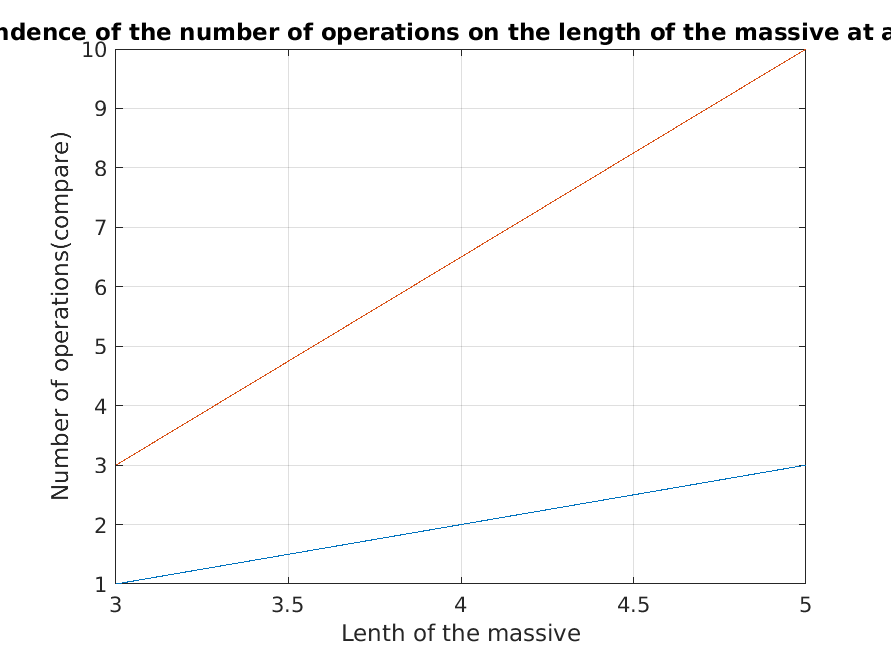 of the number of operations on the length of the massive at
10
9
8
7
6
5
4
3
2
1
Number of operations(compare)
3 3.5 4 4.5 5
Lenth of the massive